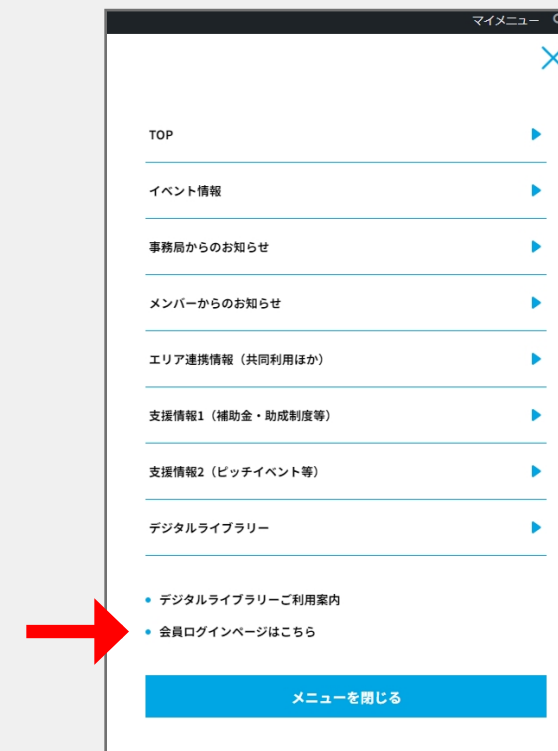 マイメニュー
TOP
イベント情報
事務局からのお知らせ
メンバーからのお知らせ
エリア連携情報（共同利用ほか）
支援情報1（補助金・助成制度等）
支援情報2（ピッチイベント等）
デジタルライブラリー
デジタルライブラリーご利用案内
会員ログインページはこちら
メニューを閉じる